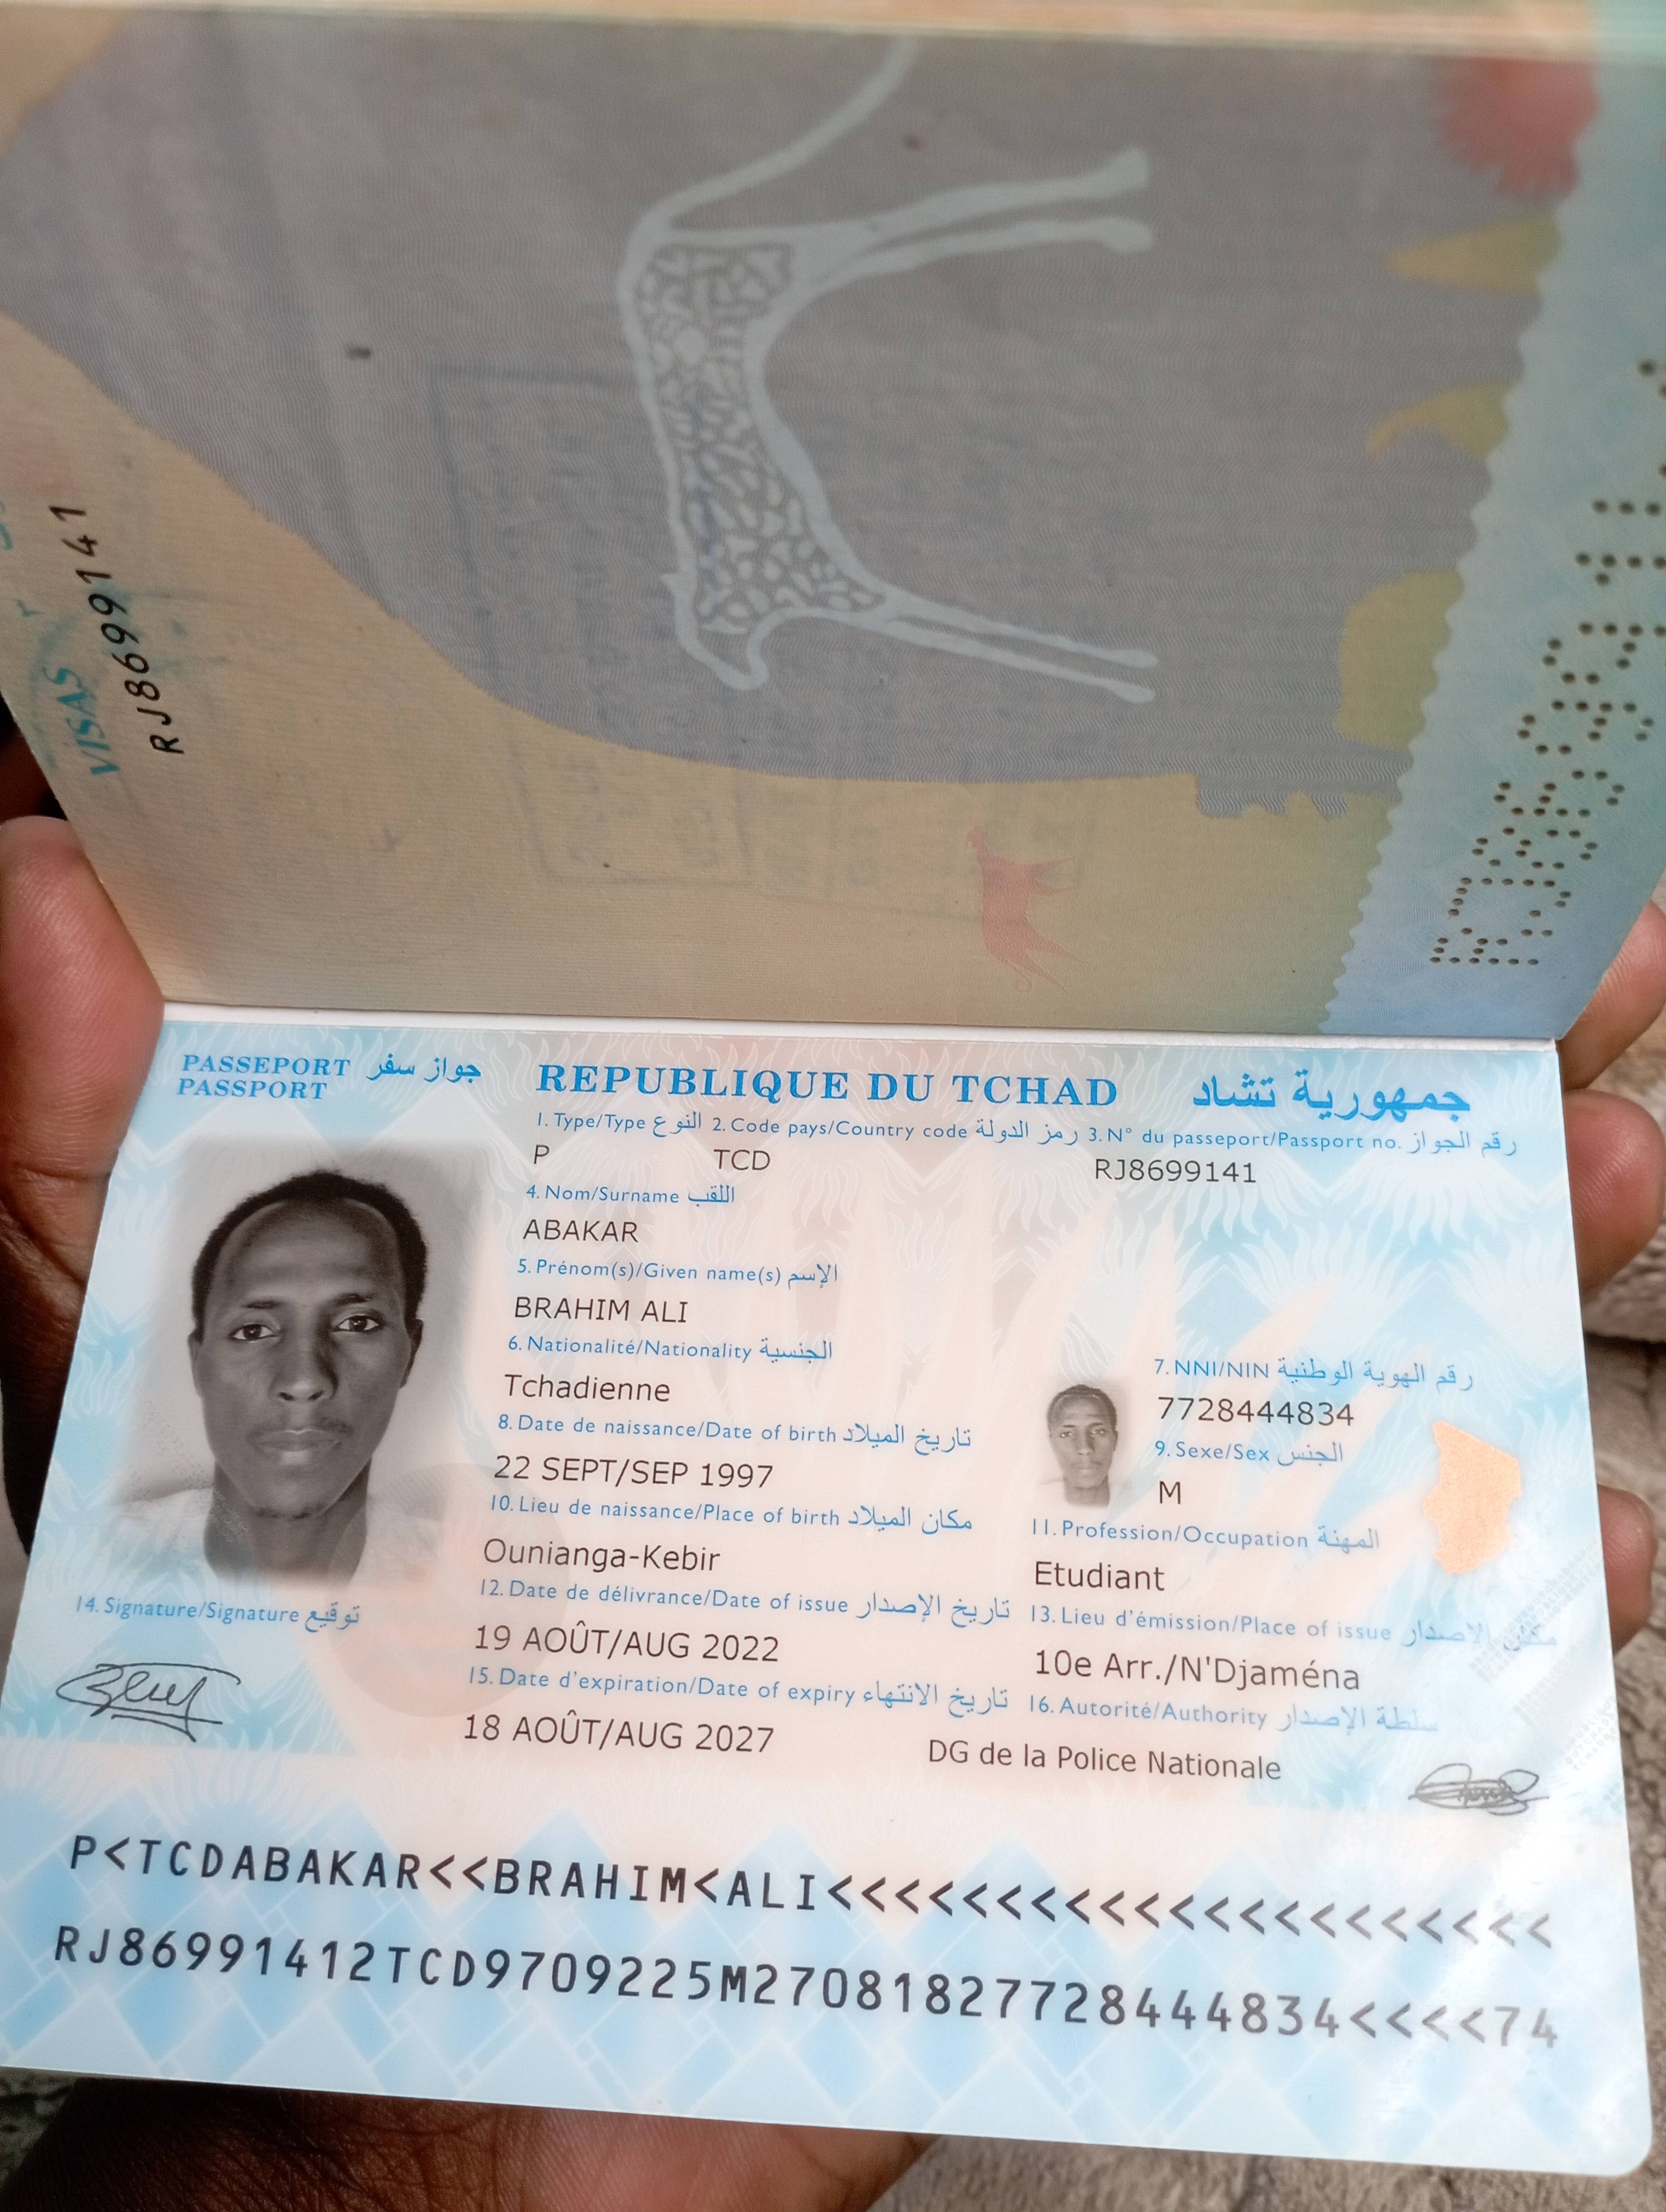 VISAS
RJ8699141
RJ8699141
PASSEPORT جواز سفر
PASSPORT
REPUBLIQUE DU TCHAD جمهورية تشاد
1. Type/Type النوع 2. Code pays/Country code رمز الدولة 3. N° du passeport/Passport no. رقم الجواز
P TCD RJ8699141
4. Nom/Surname اللقب
ABAKAR
5. Prénom(s)/Given name(s) الإسم
BRAHIM ALI
6. Nationalité/Nationality الجنسية
Tchadienne
7. NNI/NIN رقم الهوية الوطنية
7728444834
8. Date de naissance/Date of birth تاريخ الميلاد
22 SEPT/SEP 1997
9. Sexe/Sex الجنس
M
10. Lieu de naissance/Place of birth مكان الميلاد
Ounianga-Kebir
11. Profession/Occupation المهنة
Etudiant
12. Date de délivrance/Date of issue تاريخ الإصدار
19 AOÛT/AUG 2022
13. Lieu d'émission/Place of issue مكان الإصدار
10e Arr./N'Djaména
14. Signature/Signature توقيع
15. Date d'expiration/Date of expiry تاريخ الانتهاء
18 AOÛT/AUG 2027
16. Autorité/Authority سلطة الإصدار
DG de la Police Nationale
P<TCDABAKAR<<BRAHIM<ALI<<<<<<<<<<<<<<<<<<<<<
RJ86991412TCD9709225M27081827728444834<<<<74